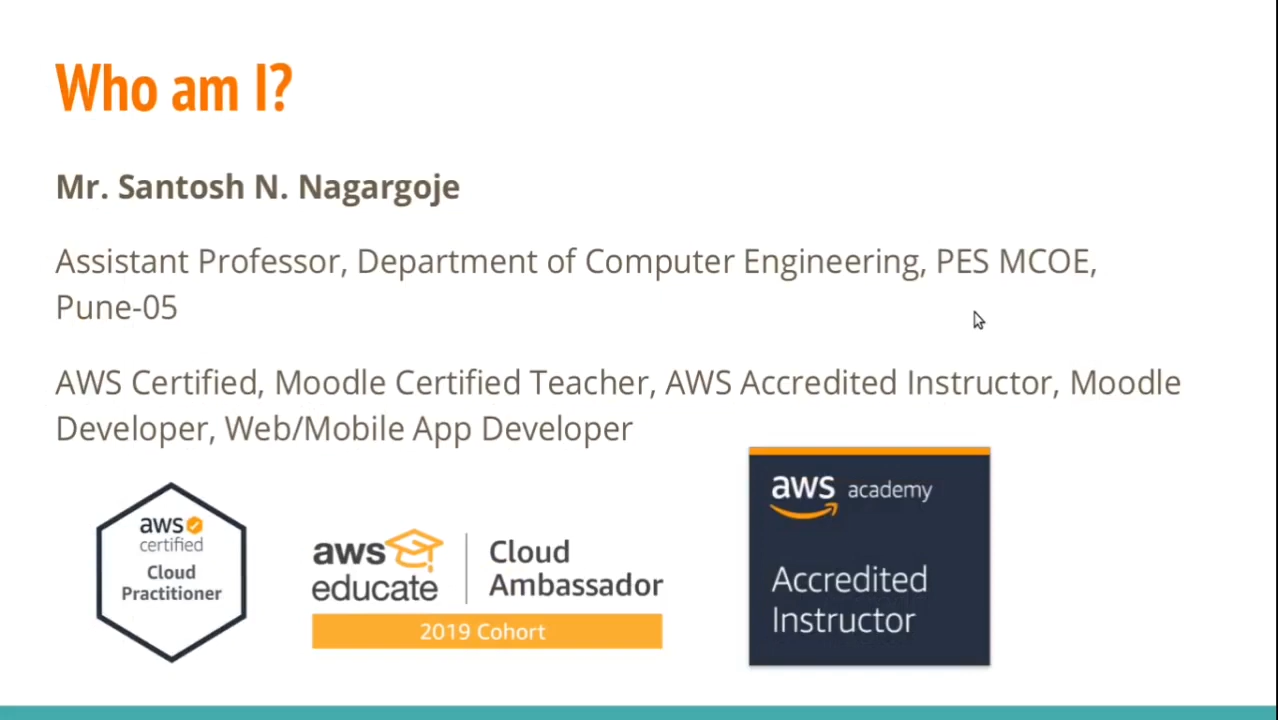 Who am I?
Mr. Santosh N. Nagargoje
Assistant Professor, Department of Computer Engineering, PES MCOE,
Pune-05
AWS Certified, Moodle Certified Teacher, AWS Accredited Instructor, Moodle
Developer, Web/Mobile App Developer
aws
certified
Cloud
Practitioner
aws
educate
Cloud
Ambassador
2019 Cohort
aws academy
Accredited
Instructor